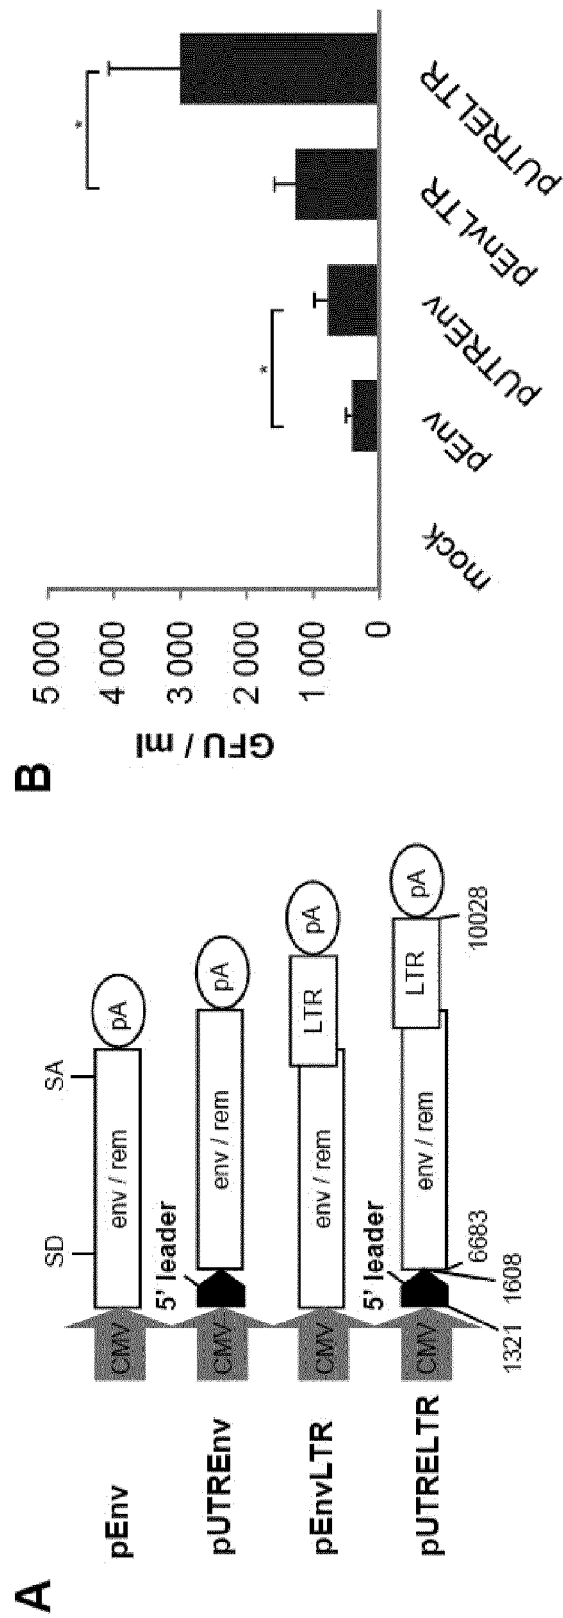 A
SD
SA
pEnv
CMV
env / rem
pA
5' leader
pUTREnv
CMV
env / rem
pA
pEnvLTR
CMV
env / rem
LTR
pA
5' leader
pUTRELTR
CMV
env / rem
LTR
pA
1321
1608
6683
10028
B
GFU / ml
5 000
4 000
3 000
2 000
1 000
0
*
*
mock
pEnv
pUTREnv
pEnvLTR
pUTRELTR